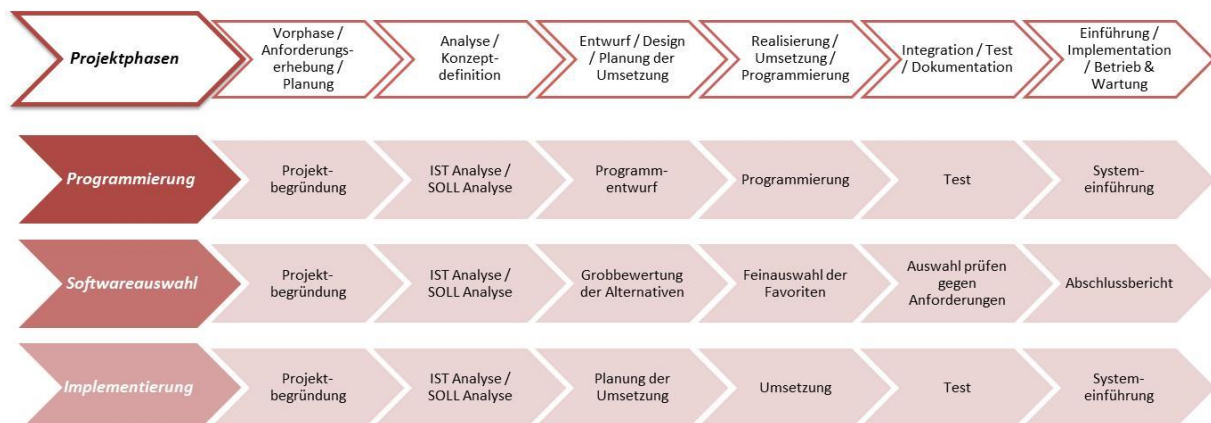 Projektphasen
Vorphase /
Anforderungs-
erhebung /
Planung
Analyse /
Konzept-
definition
Entwurf / Design
/ Planung der
Umsetzung
Realisierung /
Umsetzung /
Programmierung
Integration / Test
/ Dokumentation
Einführung /
Implementation
/ Betrieb &
Wartung
Programmierung
Projekt-
begründung
IST Analyse /
SOLL Analyse
Programm-
entwurf
Programmierung
Test
System-
einführung
Softwareauswahl
Projekt-
begründung
IST Analyse /
SOLL Analyse
Grobbewertung
der Alternativen
Feinauswahl der
Favoriten
Auswahl prüfen
gegen
Anforderungen
Abschlussbericht
Implementierung
Projekt-
begründung
IST Analyse /
SOLL Analyse
Planung der
Umsetzung
Umsetzung
Test
System-
einführung